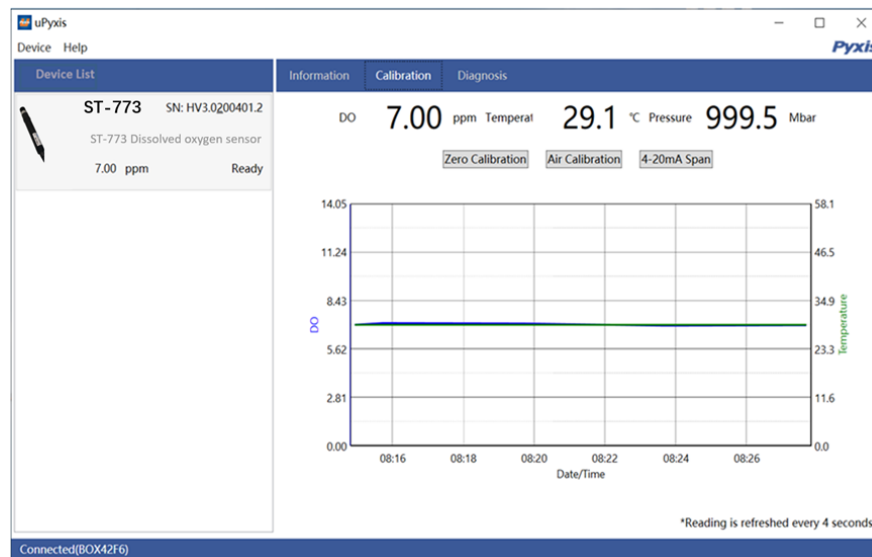 uPyxis
Device Help
Pyxis
Device List
ST-773 SN: HV3.0200401.2
ST-773 Dissolved oxygen sensor
7.00 ppm Ready
Information Calibration Diagnosis
DO 7.00 ppm Temperat 29.1 °C Pressure 999.5 Mbar
Zero Calibration Air Calibration 4-20mA Span
14.05 58.1
11.24 46.5
8.43 34.9
DO Temperature
5.62 23.3
2.81 11.6
0.00 0.0
08:16 08:18 08:20 08:22 08:24 08:26
Date/Time
*Reading is refreshed every 4 seconds
Connected(BOX42F6)